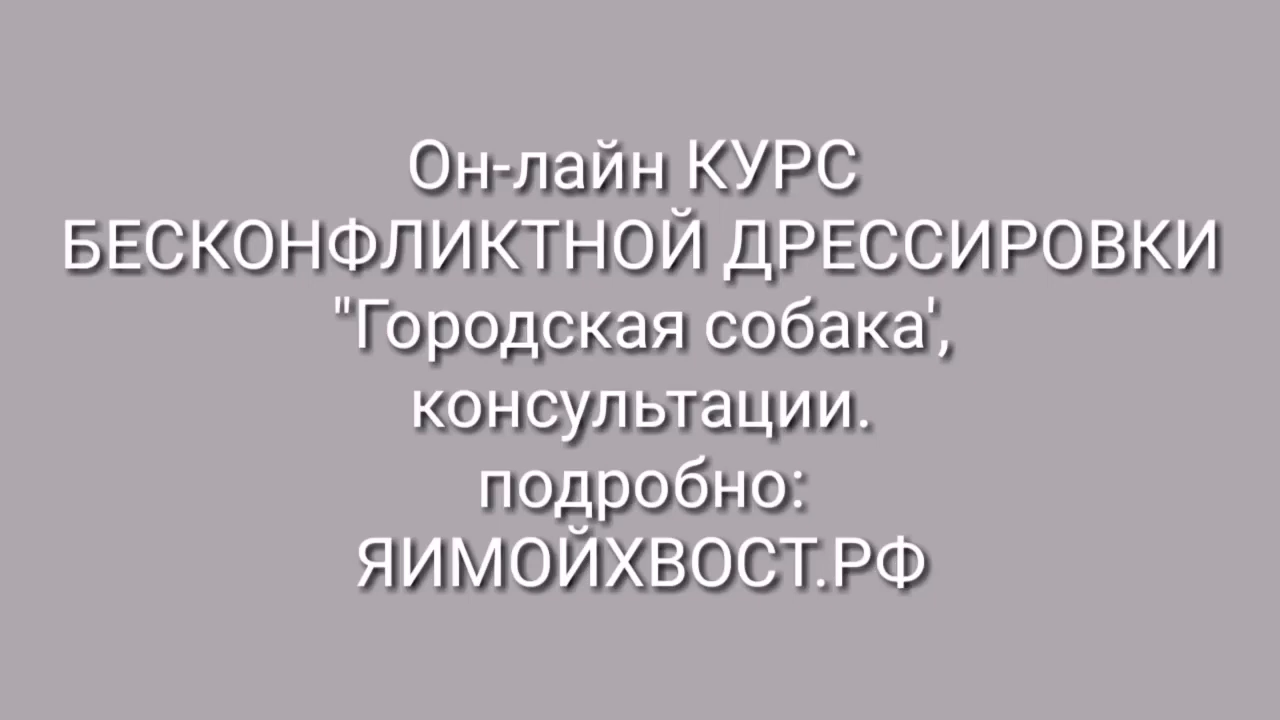 Он-лайн КУРС
БЕСКОНФЛИКТНОЙ ДРЕССИРОВКИ
"Городская собака',
консультации.
подробно:
ЯИМОЙХВОСТ.РФ